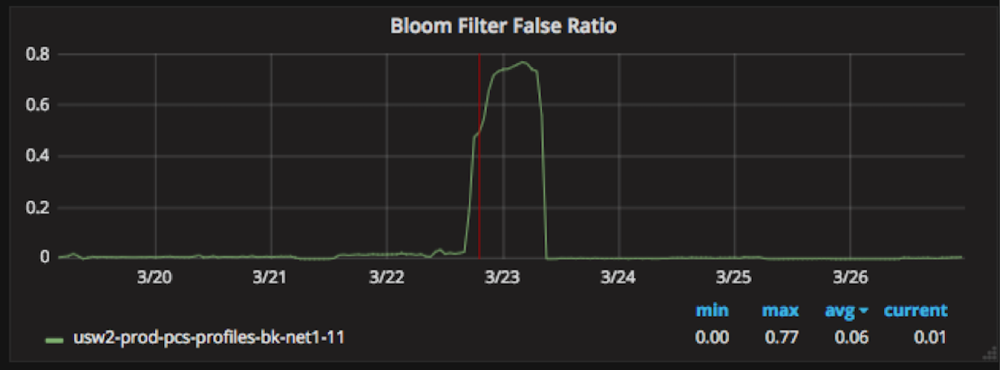 Bloom Filter False Ratio
0.8
0.6
0.4
0.2
0
3/20 3/21 3/22 3/23 3/24 3/25 3/26
min max avg current
usw2-prod-pcs-profiles-bk-net1-11 0.00 0.77 0.06 0.01